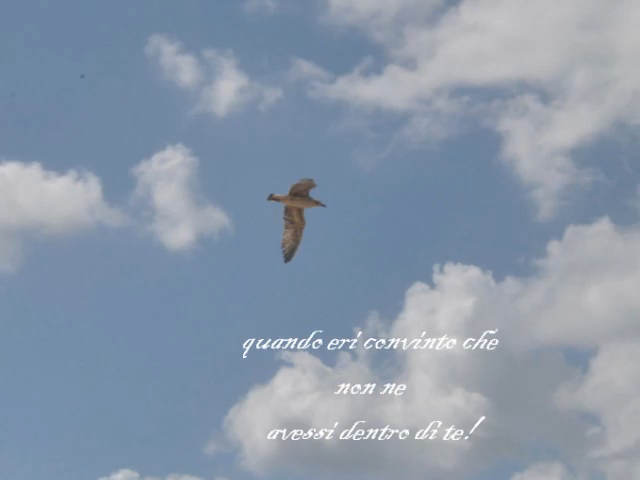 quando eri convinto che
non ne
avessi dentro di te!